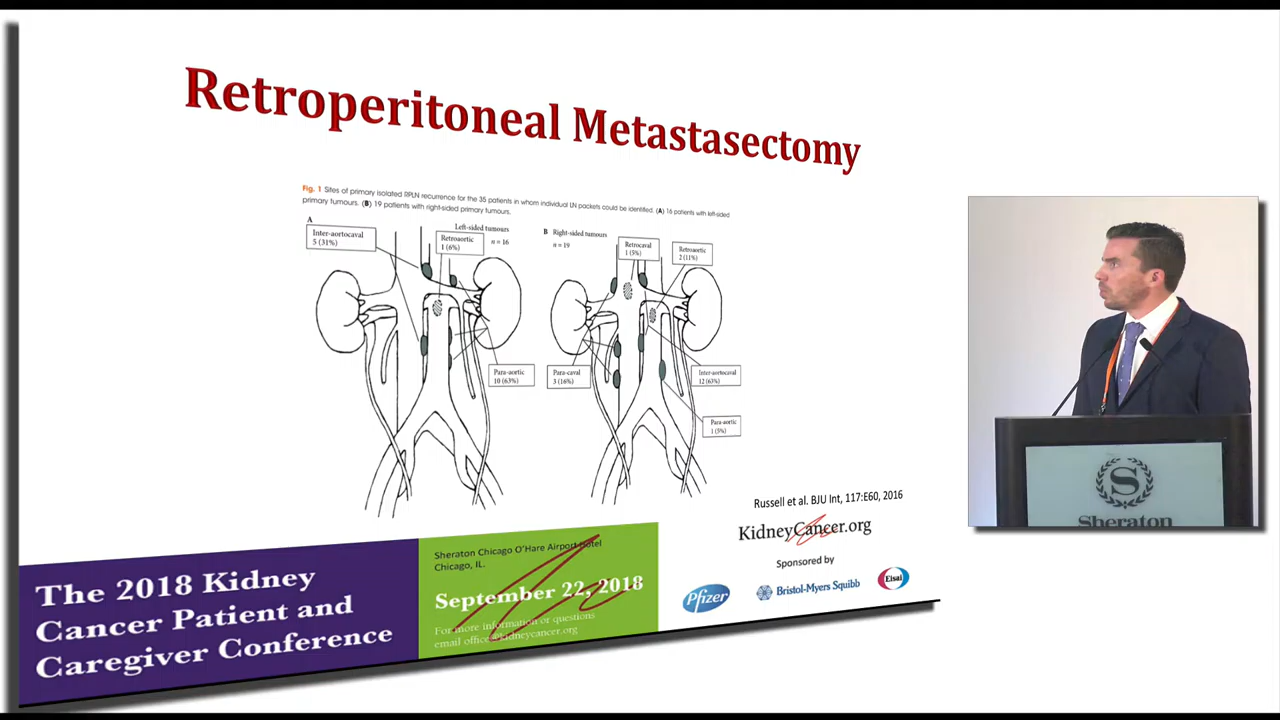 Retroperitoneal Metastasectomy
Fig. 1 Sites of primary isolated RPLN recurrence for the 35 patients in whom individual LN packets could be identified. (A) 16 patients with left-sided
primary tumours. (B) 19 patients with right-sided primary tumours.
A
Left-sided tumours
n = 16
Inter-aortocaval
5 (31%)
Retroaortic
1 (6%)
Para-aortic
10 (63%)
B Right-sided tumours
n = 19
Retrocaval
1 (5%)
Retroaortic
2 (11%)
Para-caval
3 (16%)
Inter-aortocaval
12 (63%)
Para-aortic
1 (5%)
Russell et al. BJU Int, 117:E60, 2016
The 2018 Kidney
Cancer Patient and
Caregiver Conference
Sheraton Chicago O'Hare Airport Hotel
Chicago, IL.
September 22, 2018
For more information or questions
email office@kidneycancer.org
KidneyCancer.org
Sponsored by
Pfizer
Bristol-Myers Squibb
Eisai
S
Sheraton